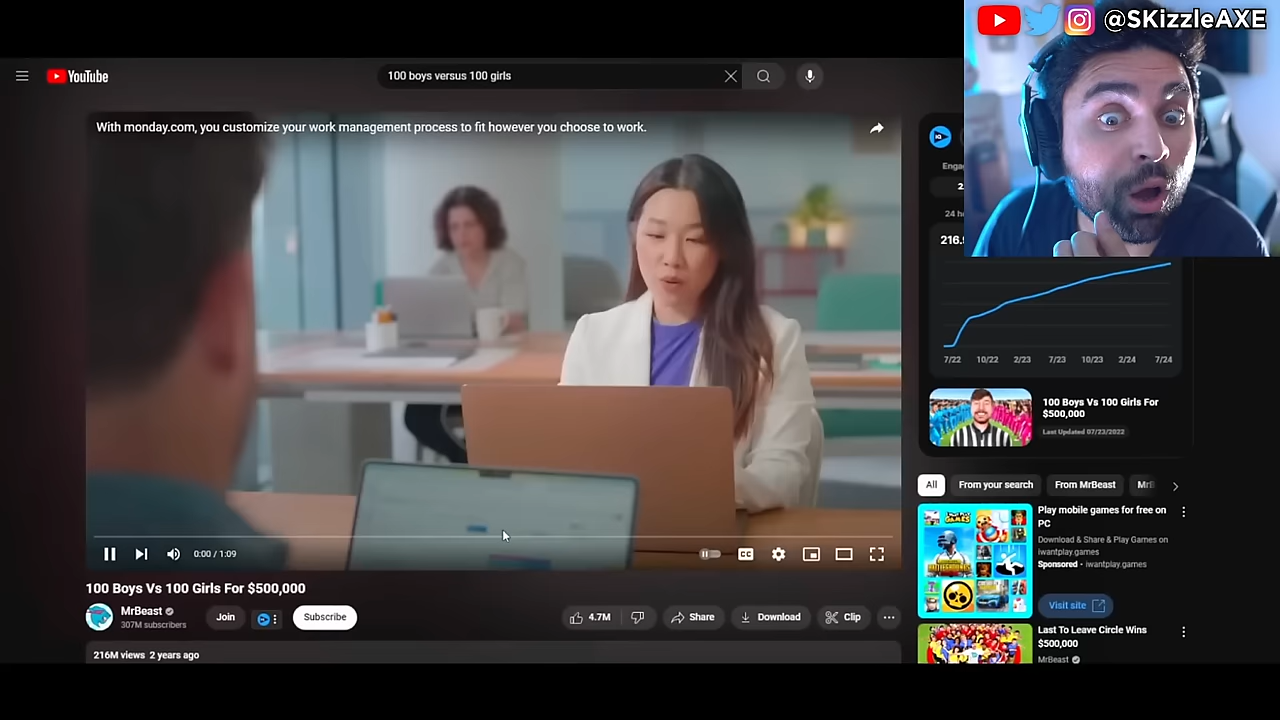 @SKizzleAXE
YouTube
100 boys versus 100 girls
With monday.com, you customize your work management process to fit however you choose to work.
24
216.
7/22 10/22 2/23 7/23 10/23 2/24 7/24
100 Boys Vs 100 Girls For
$500,000
Last Updated 07/23/2022
0:00 / 1:09
CC
All
From your search
From MrBeast
MrB
Play mobile games for free on
PC
Download & Share & Play Games on
iwantplay.games
Sponsored • iwantplay.games
Visit site
Last To Leave Circle Wins
$500,000
MrBeast
100 Boys Vs 100 Girls For $500,000
MrBeast
307M subscribers
Join
Subscribe
4.7M
Share
Download
Clip
216M views 2 years ago